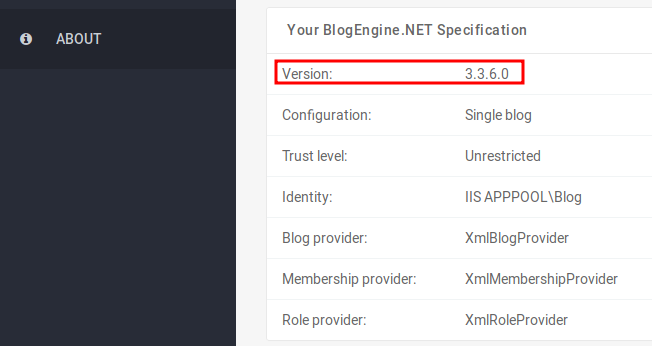 ABOUT
Your BlogEngine.NET Specification
Version: 3.3.6.0
Configuration: Single blog
Trust level: Unrestricted
Identity: IIS APPPOOL\Blog
Blog provider: XmlBlogProvider
Membership provider: XmlMembershipProvider
Role provider: XmlRoleProvider